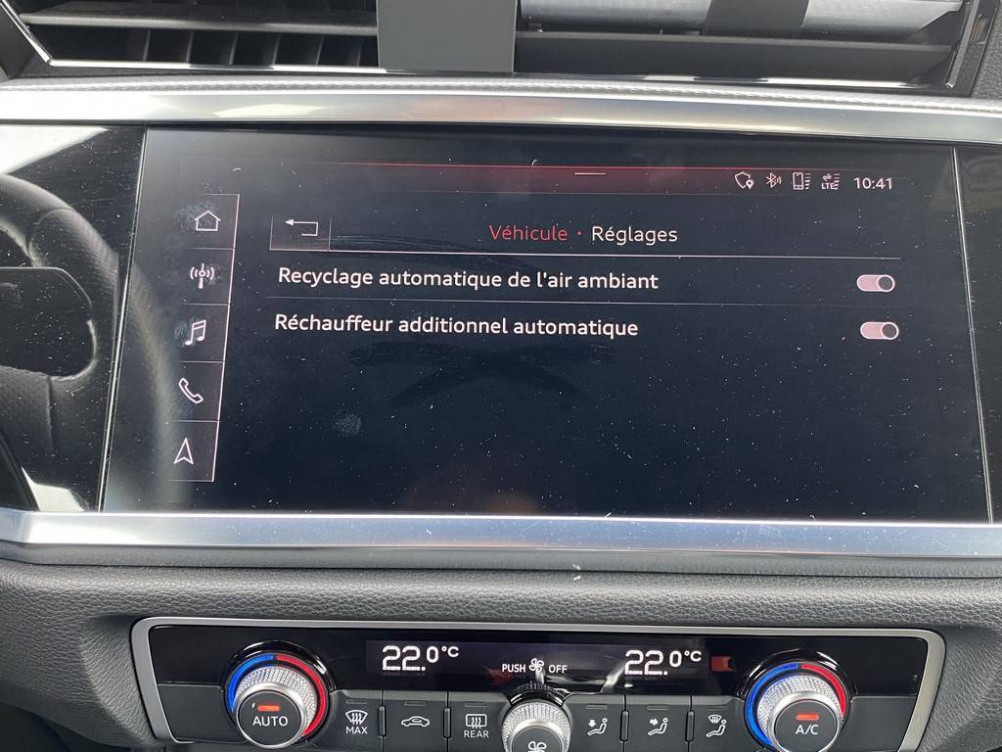 LTE 10:41
Véhicule · Réglages
Recyclage automatique de l'air ambiant
Réchauffeur additionnel automatique
22.0°C PUSH OFF 22.0°C
AUTO MAX REAR A/C